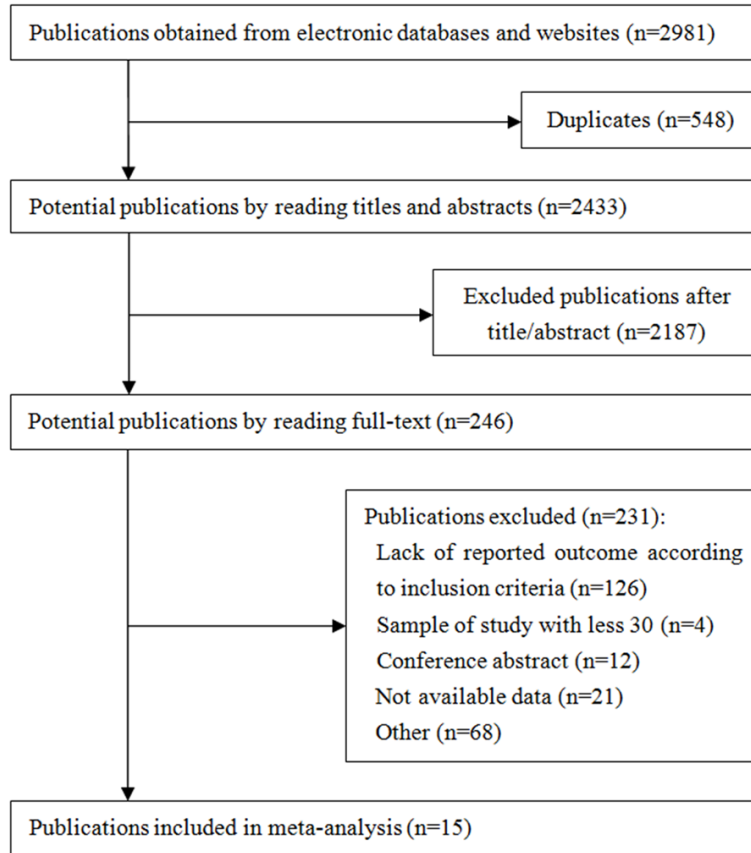 Publications obtained from electronic databases and websites (n=2981)
Duplicates (n=548)
Potential publications by reading titles and abstracts (n=2433)
Excluded publications after
title/abstract (n=2187)
Potential publications by reading full-text (n=246)
Publications excluded (n=231):
Lack of reported outcome according
to inclusion criteria (n=126)
Sample of study with less 30 (n=4)
Conference abstract (n=12)
Not available data (n=21)
Other (n=68)
Publications included in meta-analysis (n=15)